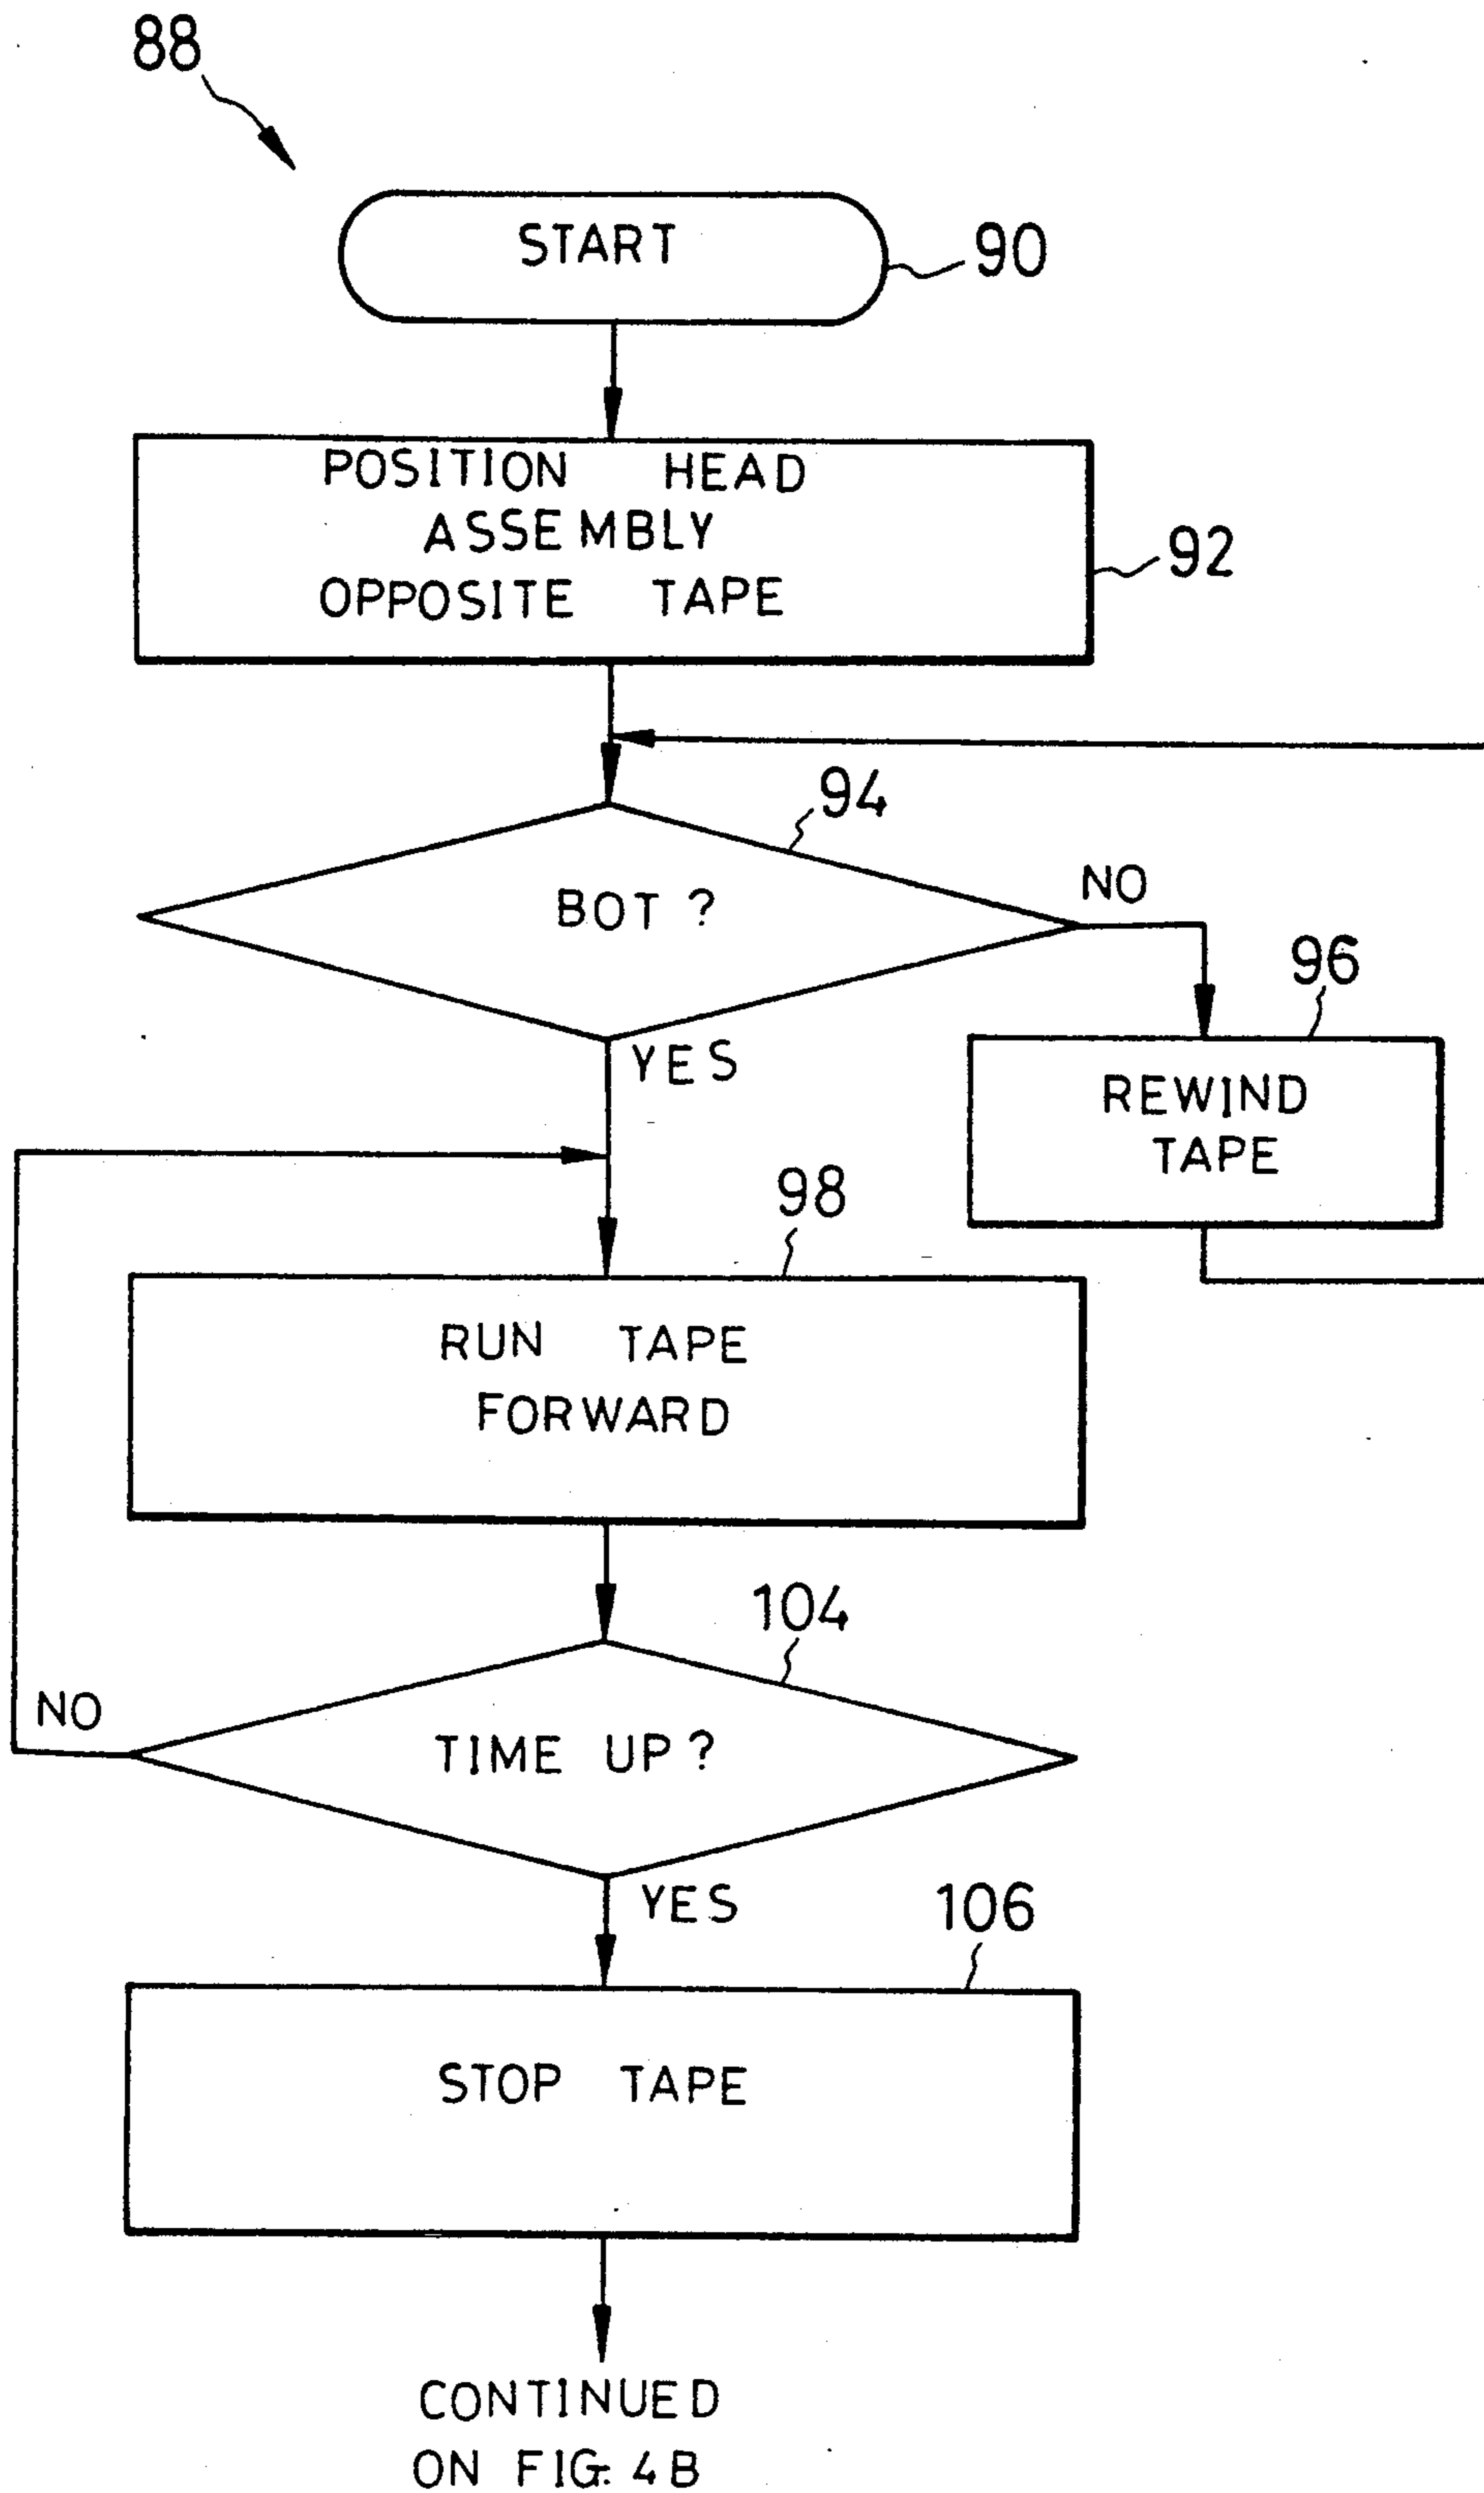 88
START
90
POSITION HEAD
ASSEMBLY
OPPOSITE TAPE
92
94
BOT ?
NO
96
YES
REWIND
TAPE
98
RUN TAPE
FORWARD
104
NO
TIME UP ?
YES
106
STOP TAPE
CONTINUED
ON FIG. 4B